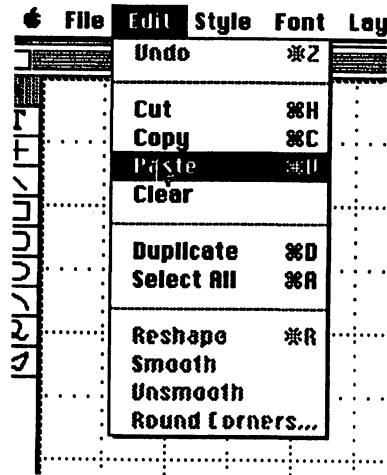 File Edit Style Font Lay
Undo ⌘Z
Cut ⌘X
Copy ⌘C
Paste ⌘V
Clear
Duplicate ⌘D
Select All ⌘A
Reshape ⌘R
Smooth
Unsmooth
Round Corners...